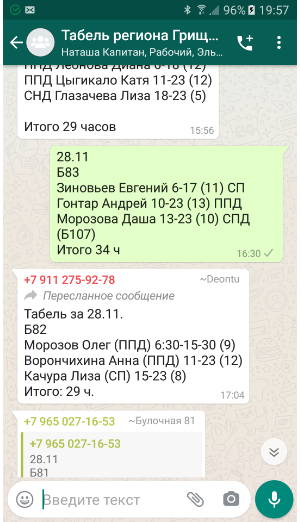 96% 19:57
Табель региона Грищ...
Наташа Капитан, Рабочий, Эль...
ППД Леонова Диана 6-18 (12)
ППД Цыгикало Катя 11-23 (12)
СНД Глазачева Лиза 18-23 (5)
Итого 29 часов
15:56
28.11
Б83
Зиновьев Евгений 6-17 (11) СП
Гонтар Андрей 10-23 (13) ППД
Морозова Даша 13-23 (10) СПД
(Б107)
Итого 34 ч
16:30
+7 911 275-92-78 ~Deontu
Пересланное сообщение
Табель за 28.11.
Б82
Морозов Олег (ППД) 6:30-15-30 (9)
Ворончихина Анна (ППД) 11-23 (12)
Качура Лиза (СП) 15-23 (8)
Итого: 29 ч.
17:04
+7 965 027-16-53 ~Булочная 81
+7 965 027-16-53
28.11
Б81
Введите текст